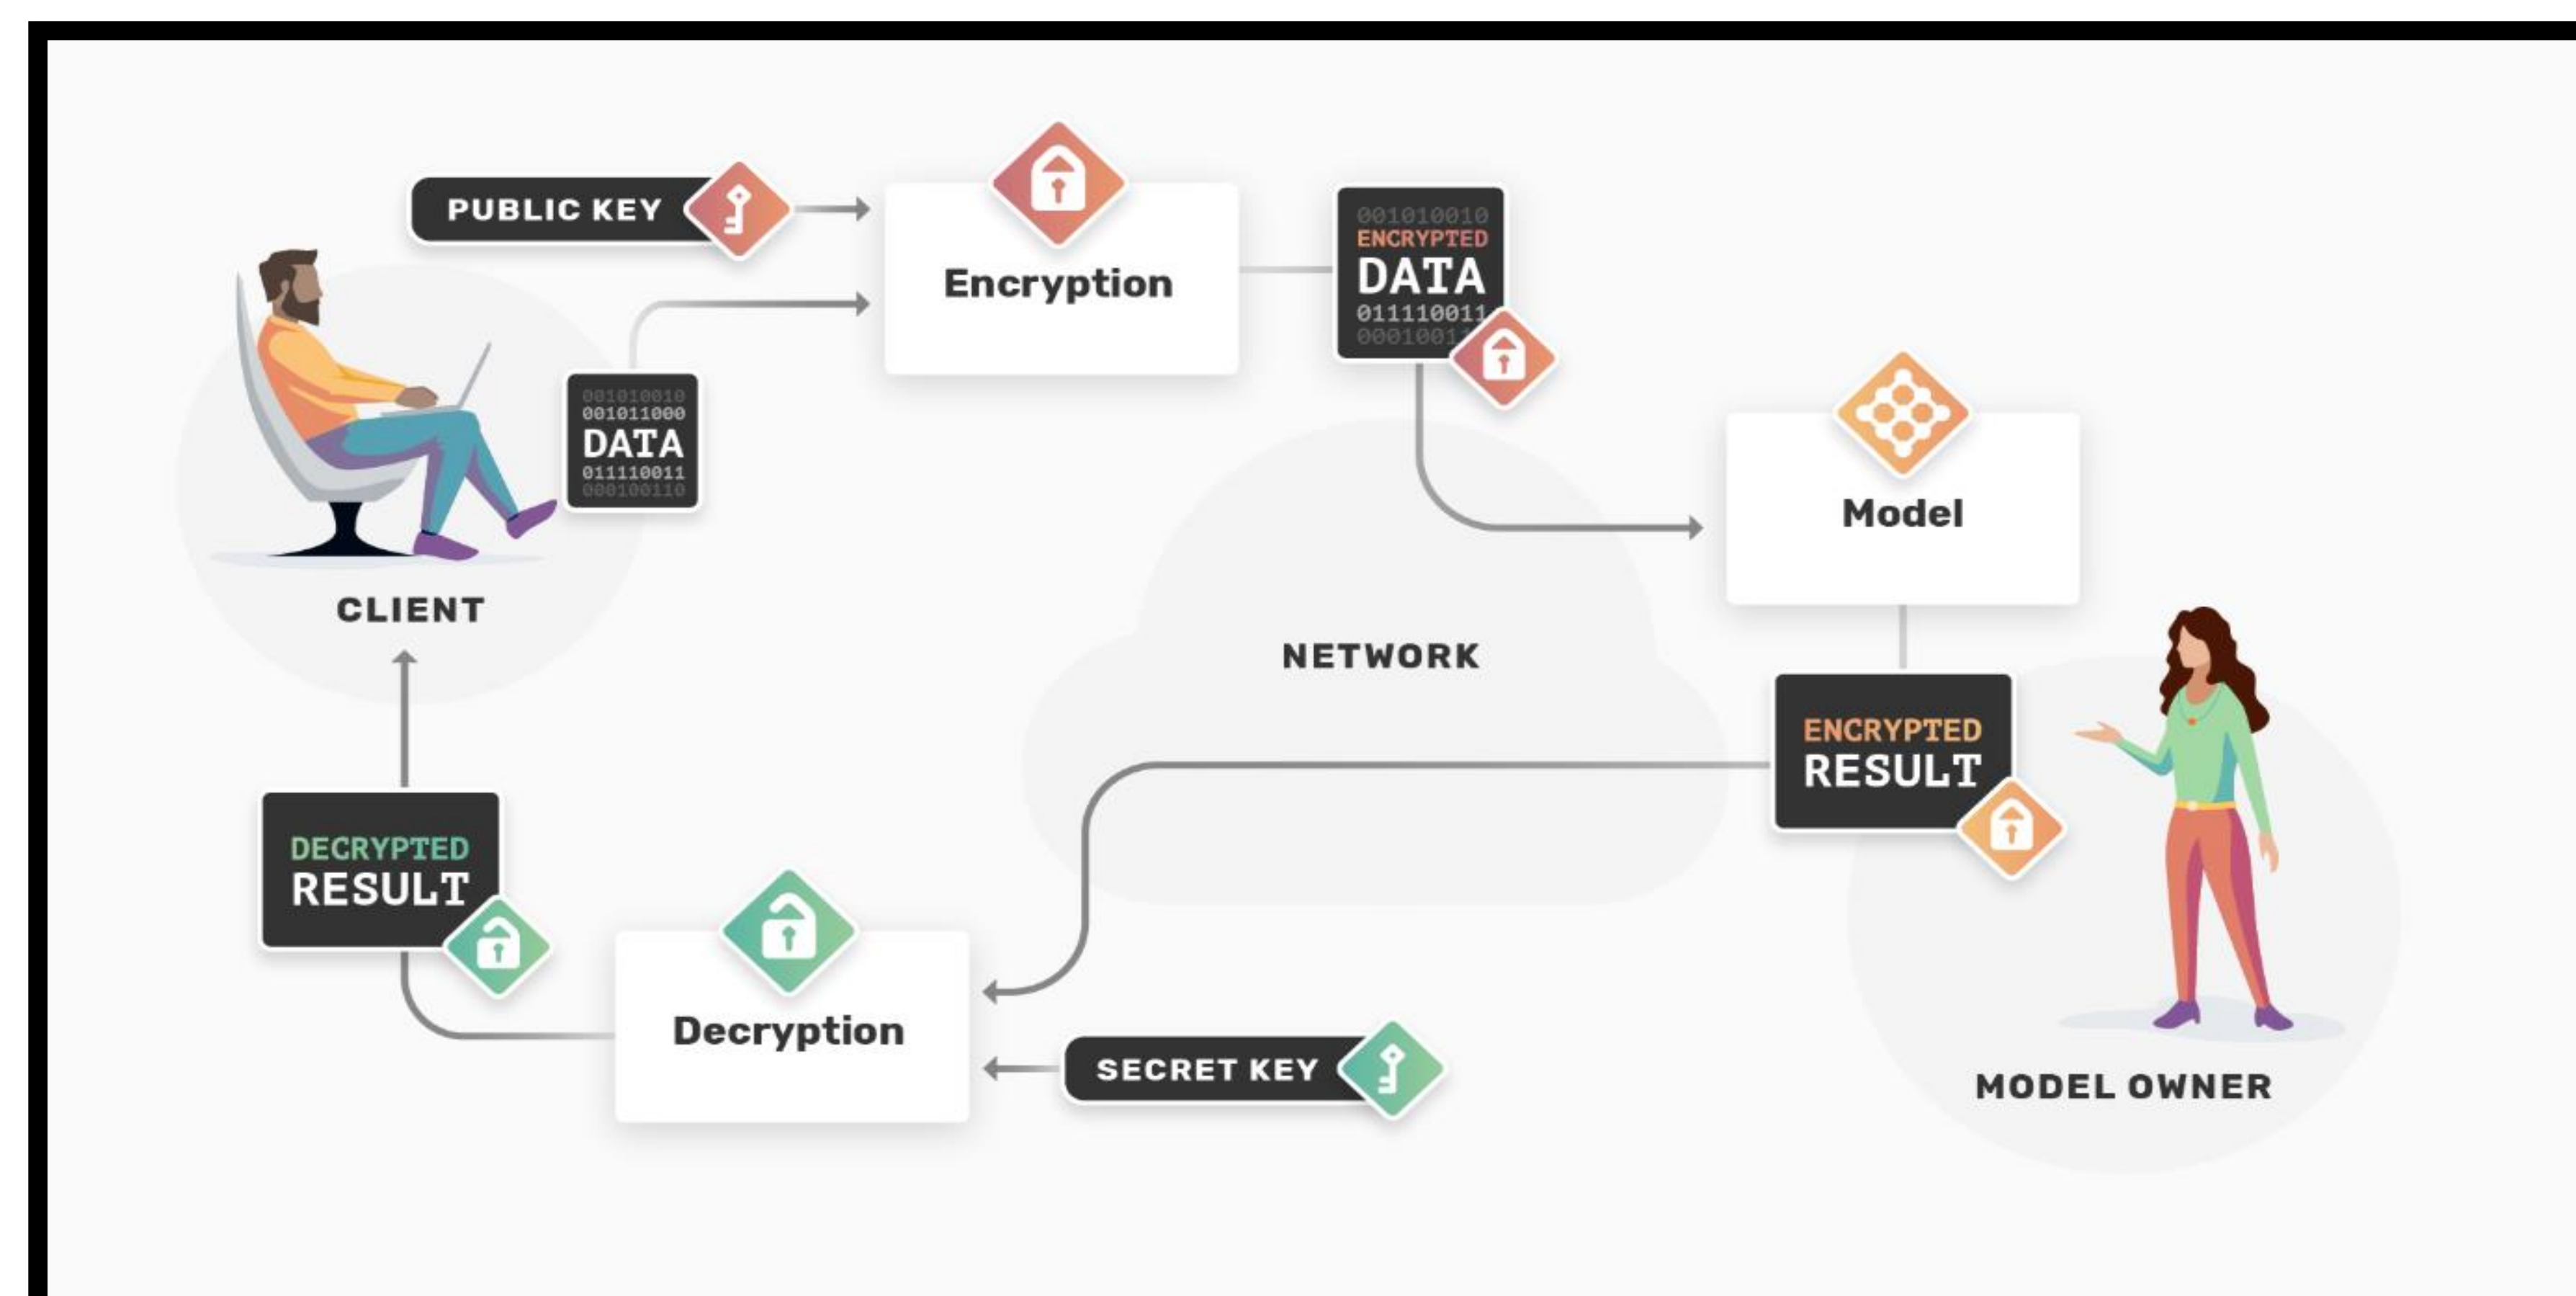 PUBLIC KEY
Encryption
001010010
ENCRYPTED
DATA
011110011
0001001
001010010
001011000
DATA
011110011
000100110
CLIENT
Model
NETWORK
ENCRYPTED
RESULT
DECRYPTED
RESULT
Decryption
SECRET KEY
MODEL OWNER